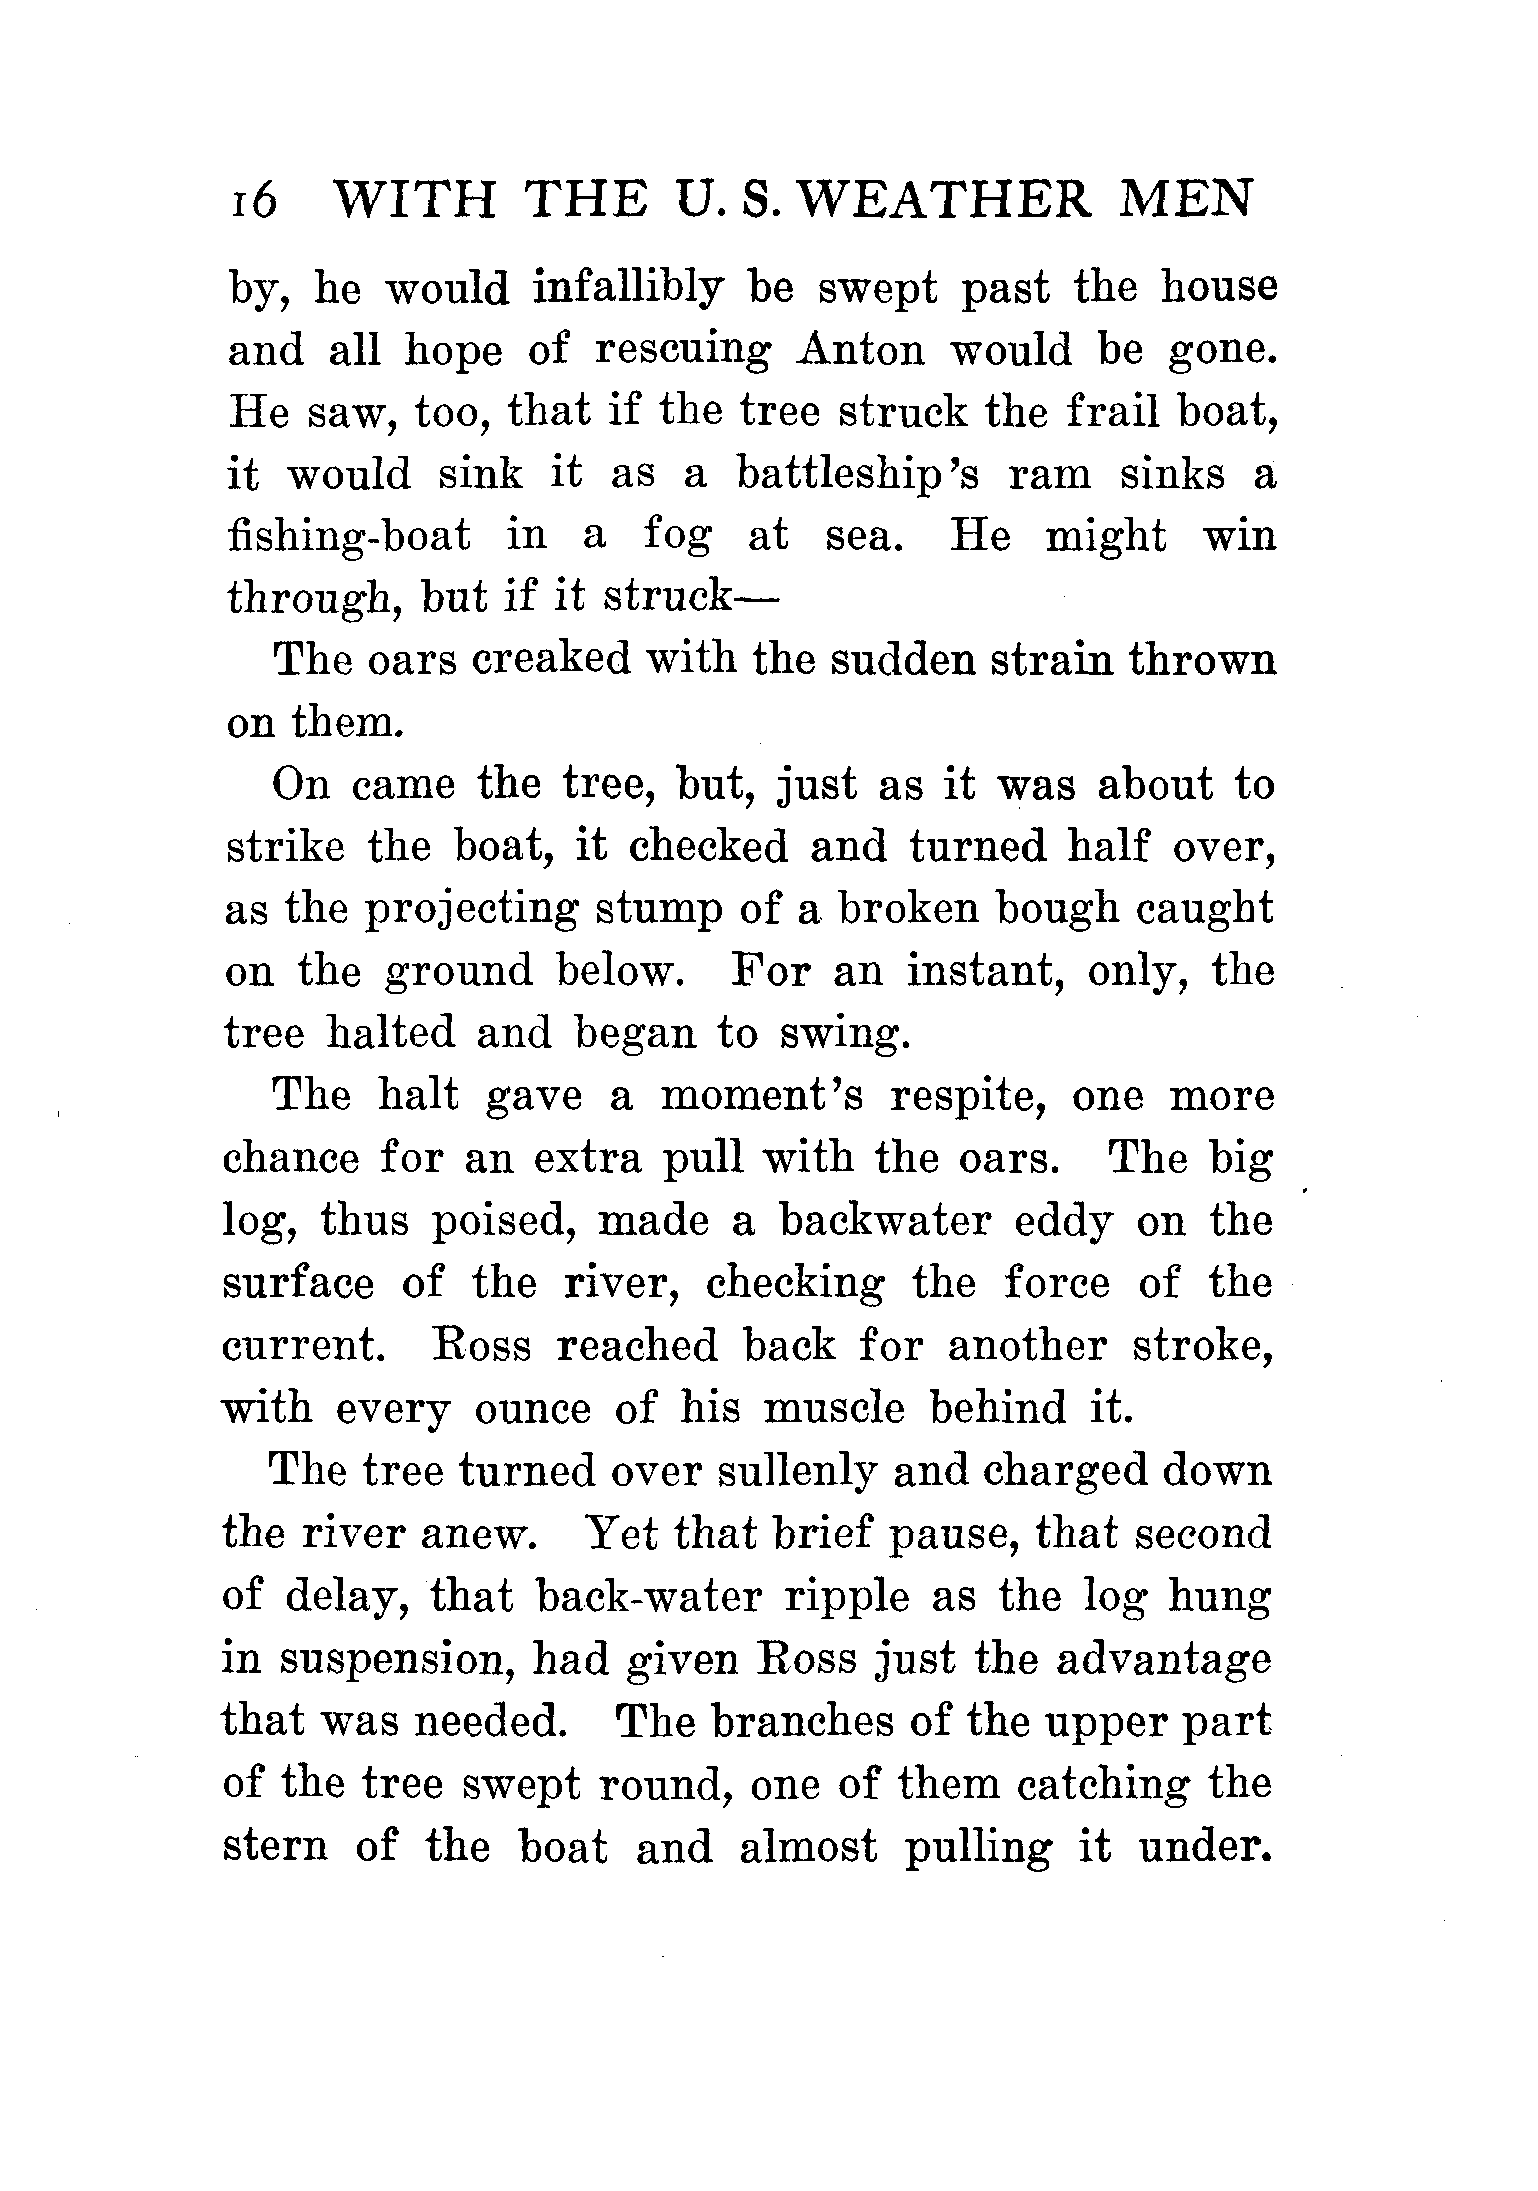 16 WITH THE U. S. WEATHER MEN
by, he would infallibly be swept past the house
and all hope of rescuing Anton would be gone.
He saw, too, that if the tree struck the frail boat,
it would sink it as a battleship's ram sinks a
fishing-boat in a fog at sea. He might win
through, but if it struck—
The oars creaked with the sudden strain thrown
on them.
On came the tree, but, just as it was about to
strike the boat, it checked and turned half over,
as the projecting stump of a broken bough caught
on the ground below. For an instant, only, the
tree halted and began to swing.
The halt gave a moment's respite, one more
chance for an extra pull with the oars. The big
log, thus poised, made a backwater eddy on the
surface of the river, checking the force of the
current. Ross reached back for another stroke,
with every ounce of his muscle behind it.
The tree turned over sullenly and charged down
the river anew. Yet that brief pause, that second
of delay, that back-water ripple as the log hung
in suspension, had given Ross just the advantage
that was needed. The branches of the upper part
of the tree swept round, one of them catching the
stern of the boat and almost pulling it under.